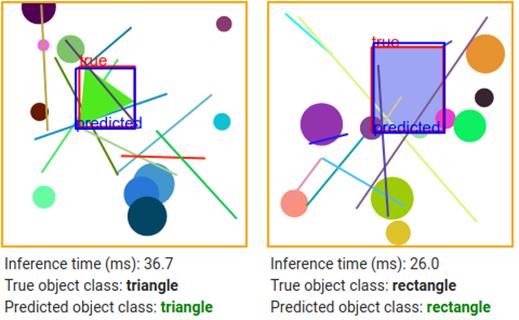 true
predicted
Inference time (ms): 36.7
True object class: triangle
Predicted object class: triangle
true
predicted
Inference time (ms): 26.0
True object class: rectangle
Predicted object class: rectangle